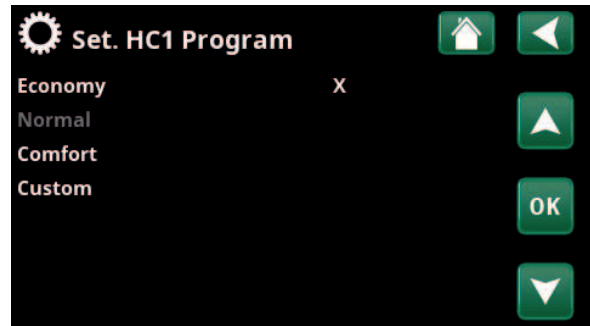 Set. HC1 Program
Economy X
Normal
Comfort
Custom
OK